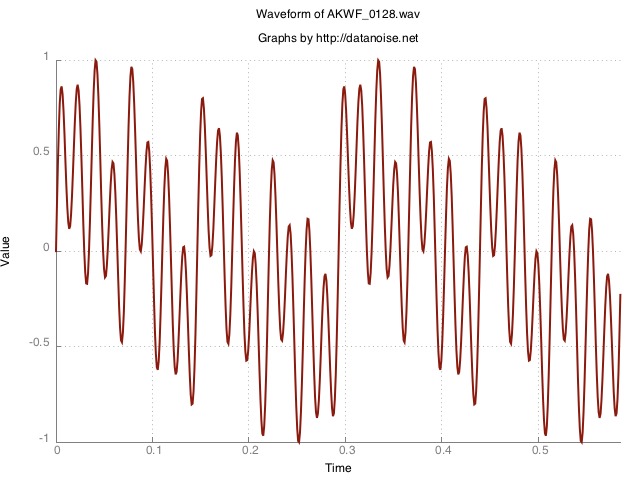 Waveform of AKWF_0128.wav
Graphs by http://datanoise.net
1
0.5
0
-0.5
-1
Value
0 0.1 0.2 0.3 0.4 0.5
Time